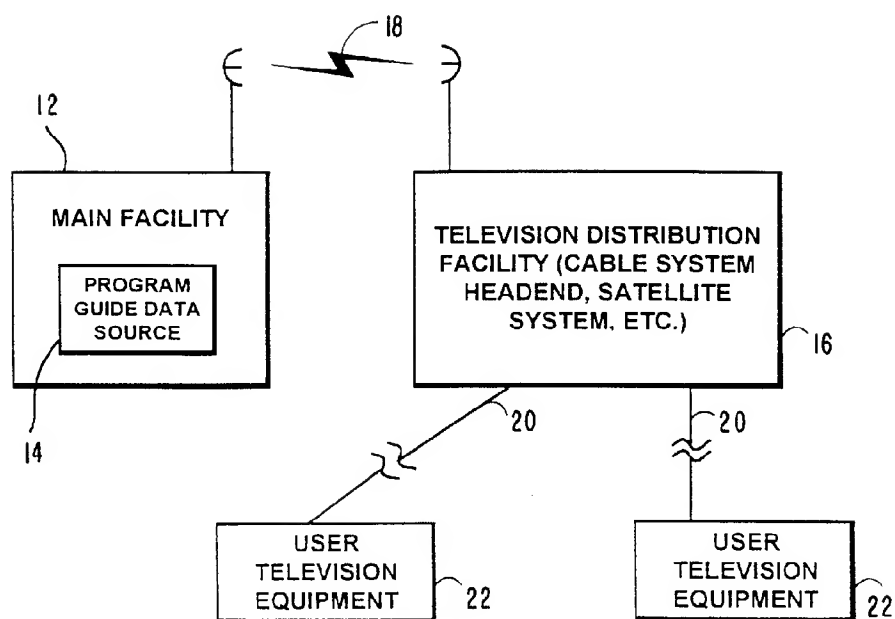 18
12
MAIN FACILITY
PROGRAM
GUIDE DATA
SOURCE
14
TELEVISION DISTRIBUTION
FACILITY (CABLE SYSTEM
HEADEND, SATELLITE
SYSTEM, ETC.)
16
20
20
USER
TELEVISION
EQUIPMENT
22
USER
TELEVISION
EQUIPMENT
22